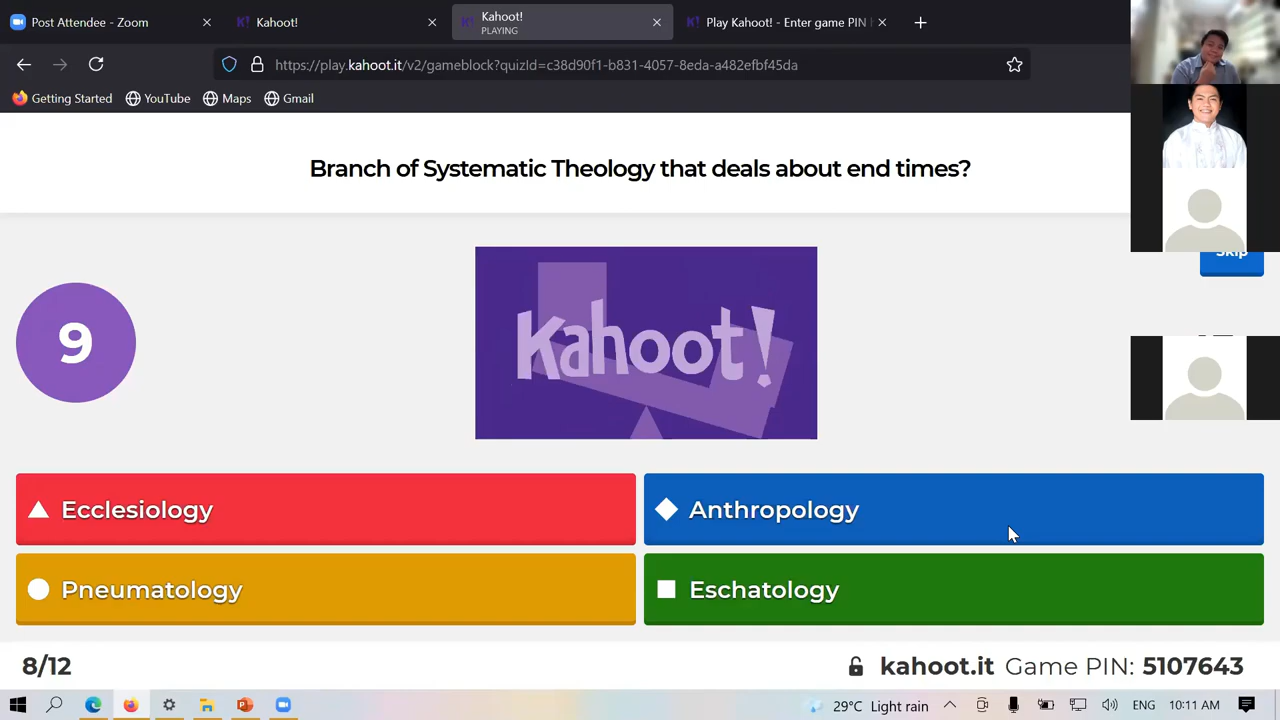 Post Attendee - Zoom
Kahoot!
Kahoot!
PLAYING
Play Kahoot! - Enter game PIN
https://play.kahoot.it/v2/gameblock?quizId=c38d90f1-b831-4057-8eda-a482efbf45da
Getting Started
YouTube
Maps
Gmail
Branch of Systematic Theology that deals about end times?
Skip
9
Kahoot!
Ecclesiology
Anthropology
Pneumatology
Eschatology
8/12
kahoot.it Game PIN: 5107643
29°C Light rain
ENG
10:11 AM